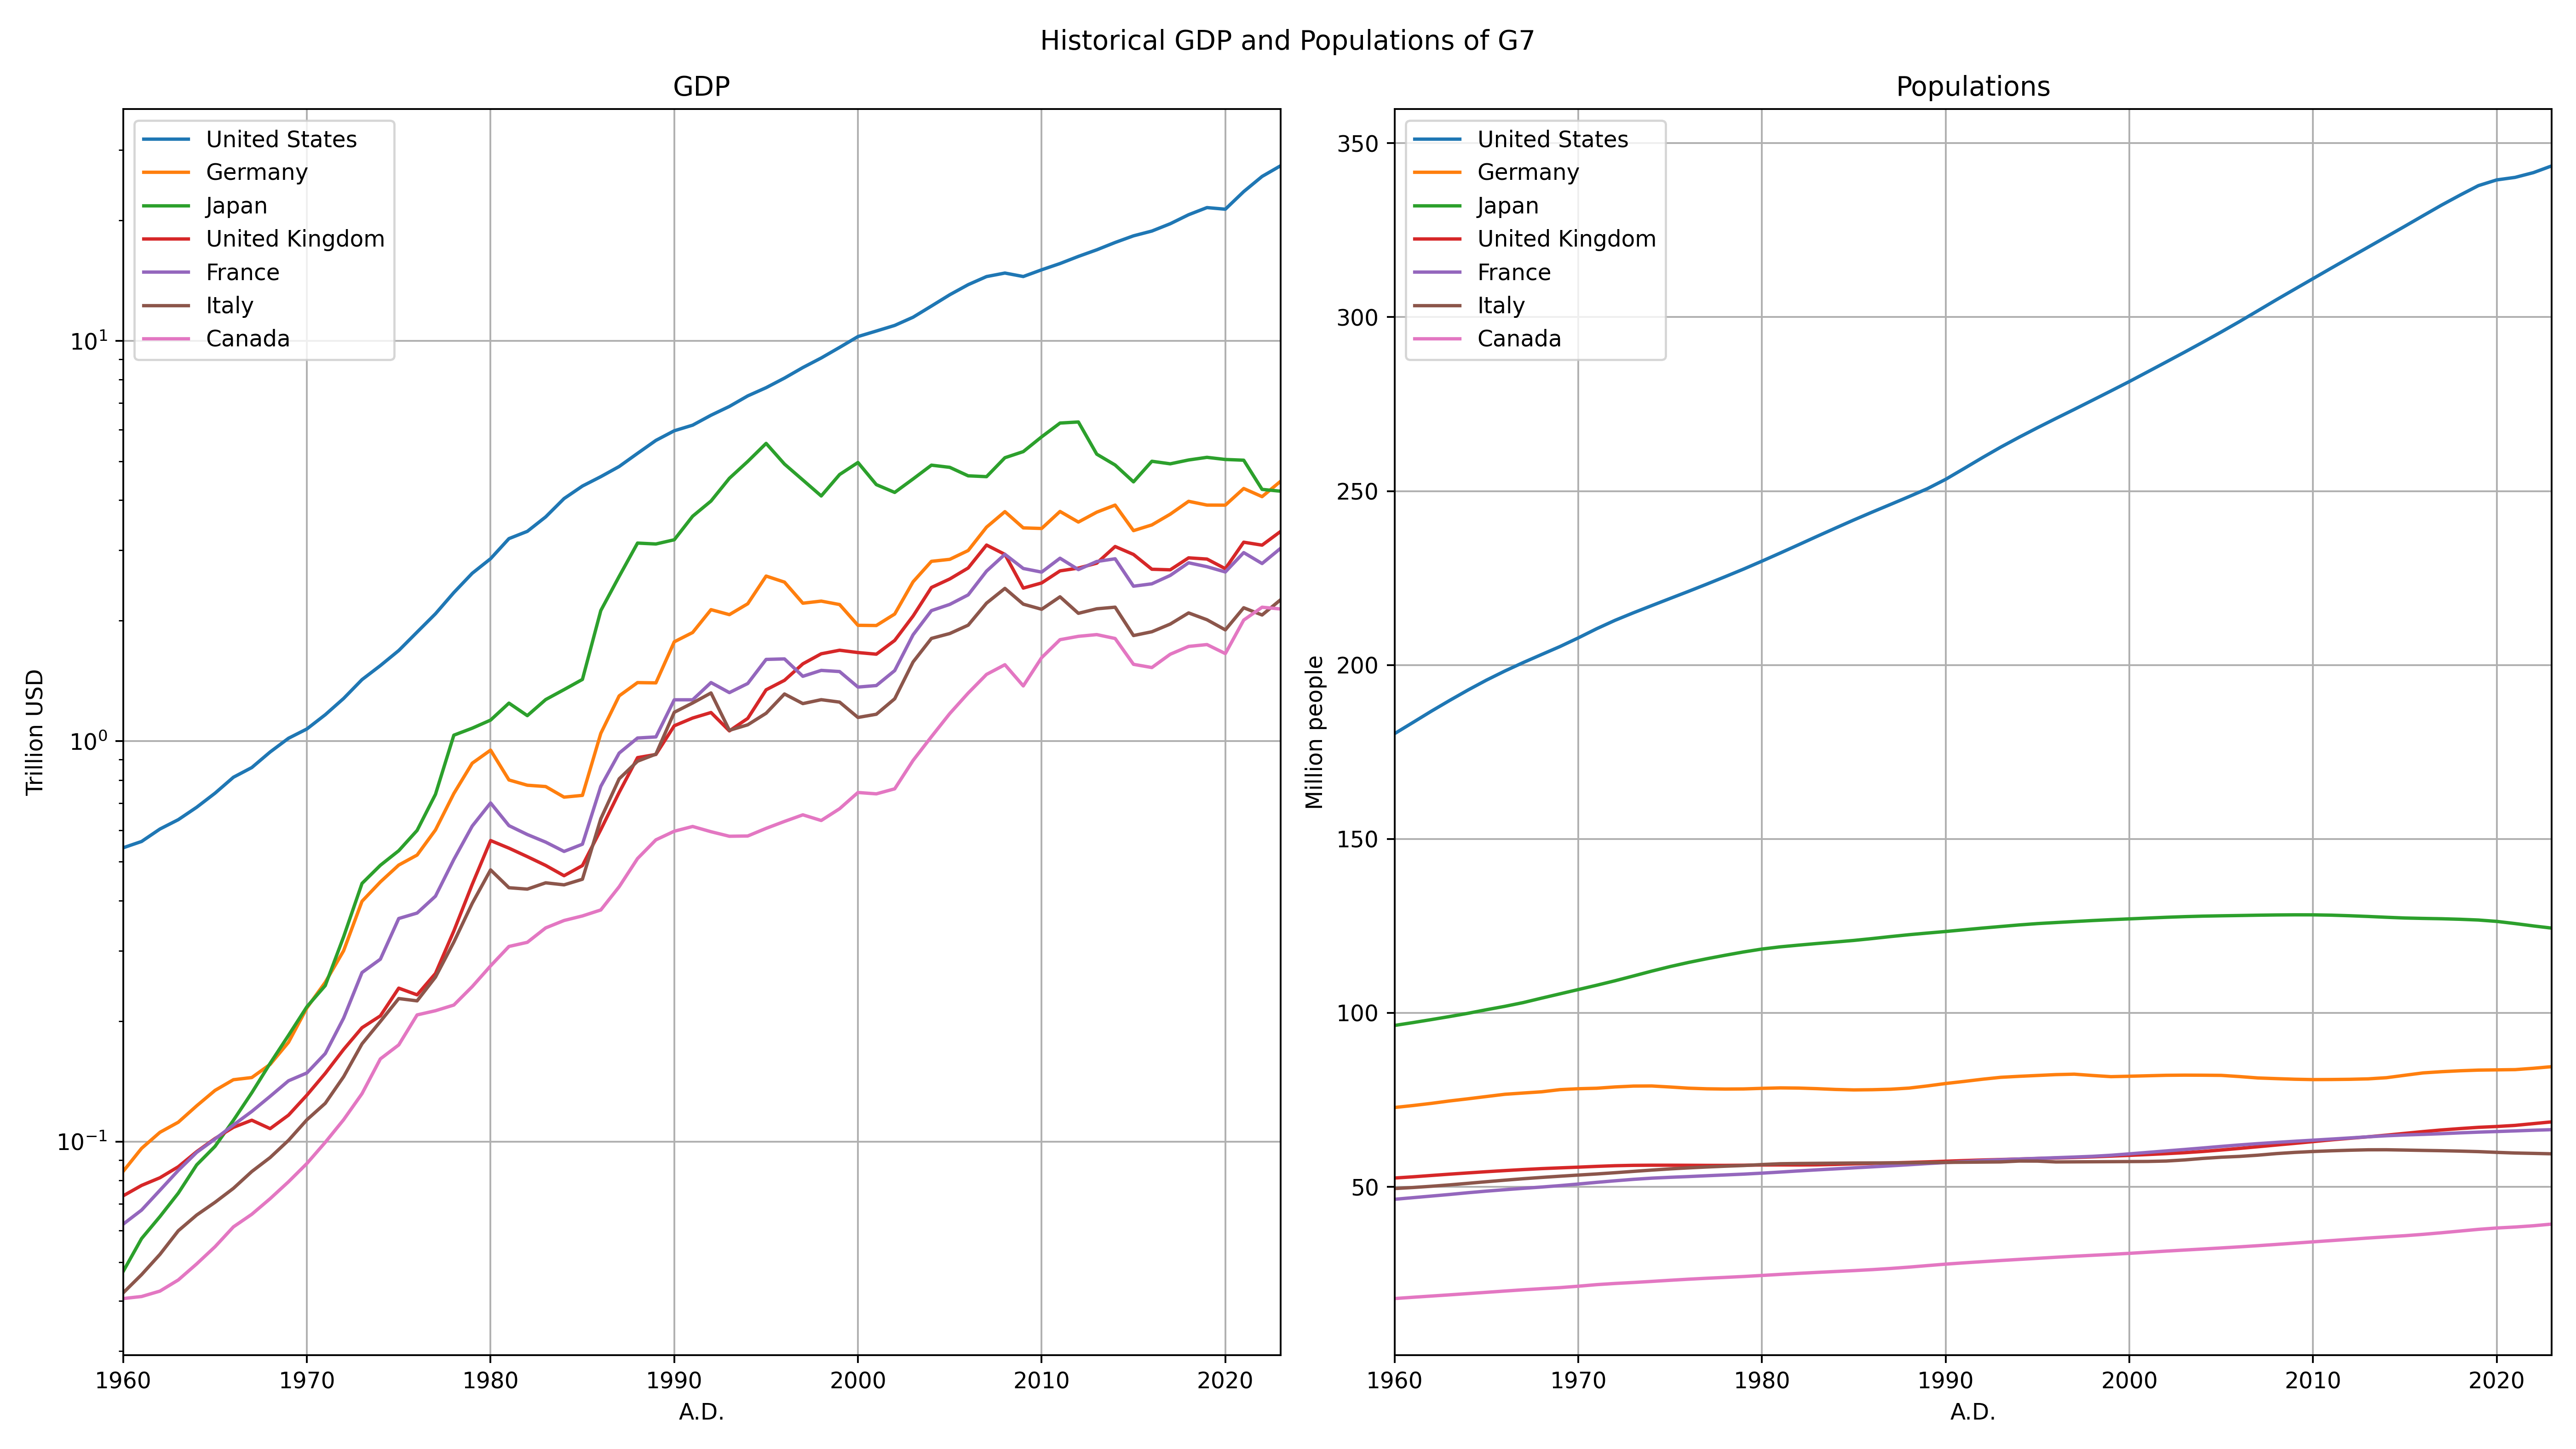 Historical GDP and Populations of G7
GDP
United States
Germany
Japan
United Kingdom
France
Italy
Canada
10¹
10⁰
10⁻¹
Trillion USD
1960 1970 1980 1990 2000 2010 2020
A.D.
Populations
United States
Germany
Japan
United Kingdom
France
Italy
Canada
350
300
250
200
150
100
50
Million people
1960 1970 1980 1990 2000 2010 2020
A.D.